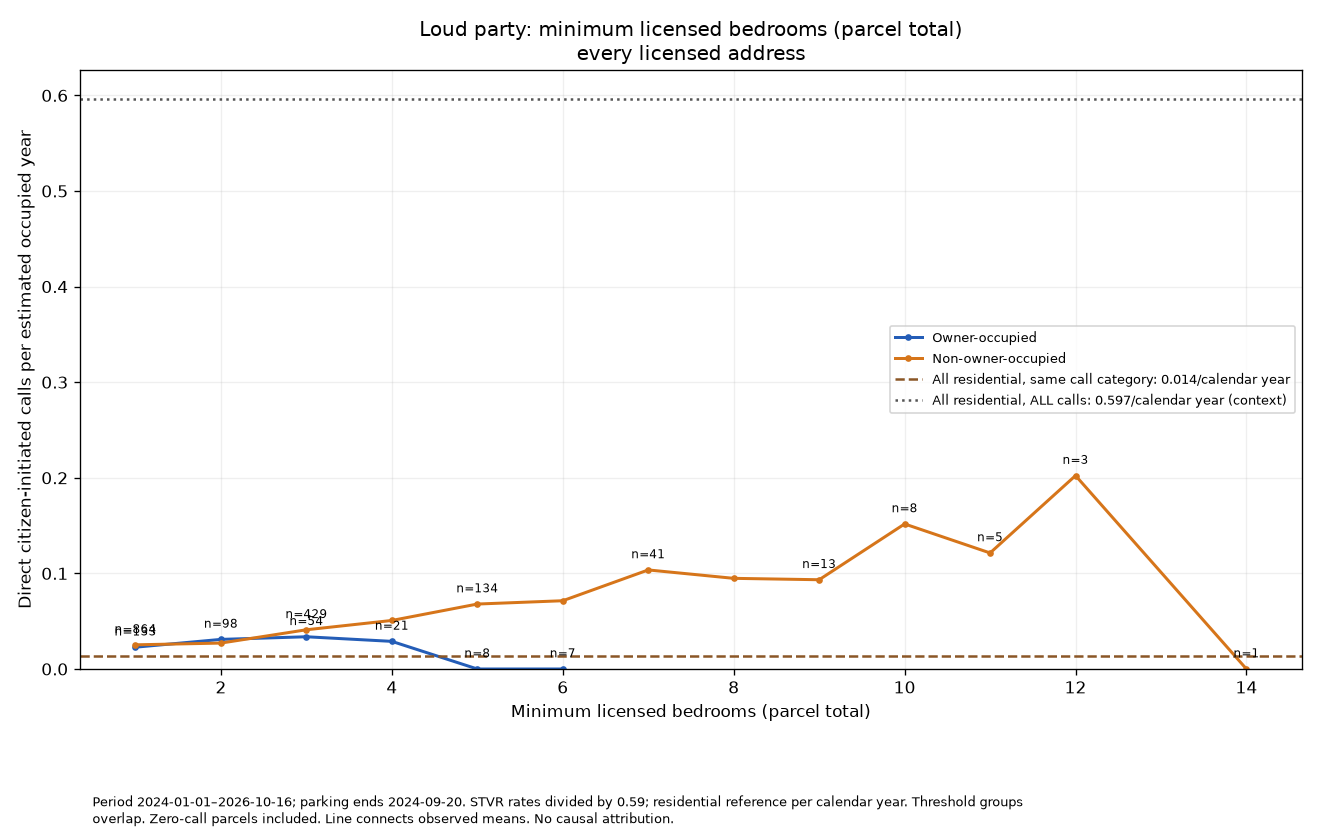 Loud party: minimum licensed bedrooms (parcel total)
every licensed address
Direct citizen-initiated calls per estimated occupied year
0.6
0.5
0.4
0.3
0.2
0.1
0.0
Owner-occupied
Non-owner-occupied
All residential, same call category: 0.014/calendar year
All residential, ALL calls: 0.597/calendar year (context)
n=3
n=8
n=5
n=41
n=13
n=134
n=429
n=54
n=98
n=21
n=864
n=8
n=7
n=1
2 4 6 8 10 12 14
Minimum licensed bedrooms (parcel total)
Period 2024-01-01–2026-10-16; parking ends 2024-09-20. STVR rates divided by 0.59; residential reference per calendar year. Threshold groups
overlap. Zero-call parcels included. Line connects observed means. No causal attribution.